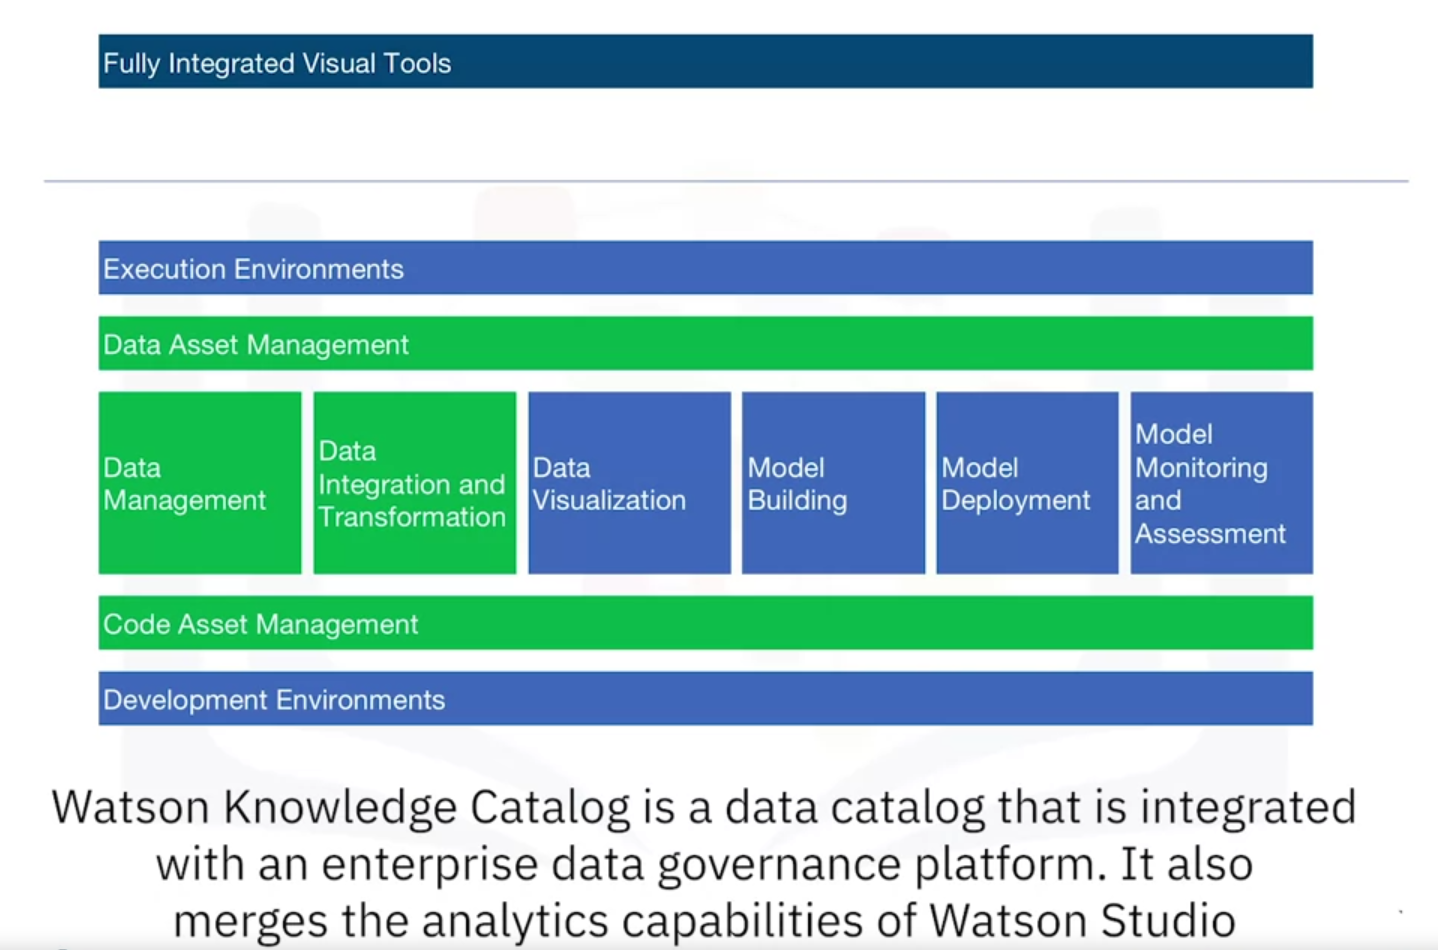 Fully Integrated Visual Tools
Execution Environments
Data Asset Management
Data
Management
Data
Integration and
Transformation
Data
Visualization
Model
Building
Model
Deployment
Model
Monitoring
and
Assessment
Code Asset Management
Development Environments
Watson Knowledge Catalog is a data catalog that is integrated
with an enterprise data governance platform. It also
merges the analytics capabilities of Watson Studio